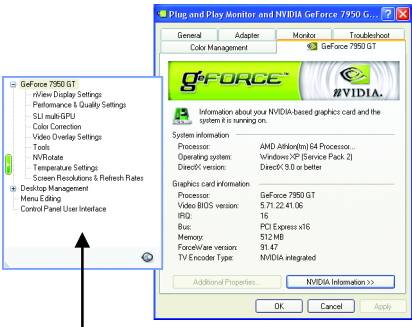 Plug and Play Monitor and NVIDIA GeForce 7950 G...
General Adapter Monitor Troubleshoot
Color Management GeForce 7950 GT
GeFORCE™
NVIDIA.
Information about your NVIDIA-based graphics card and the
system it is running on.
System information
Processor: AMD Athlon(tm) 64 Processor...
Operating system: Windows XP (Service Pack 2)
DirectX version: DirectX 9.0 or better
Graphics card information
Processor: GeForce 7950 GT
Video BIOS version: 5.71.22.41.06
IRQ: 16
Bus: PCI Express x16
Memory: 512 MB
ForceWare version: 91.47
TV Encoder Type: NVIDIA integrated
Additional Properties... NVIDIA Information >>
OK Cancel Apply
GeForce 7950 GT
nView Display Settings
Performance & Quality Settings
SLI multi-GPU
Color Correction
Video Overlay Settings
Tools
NVRotate
Temperature Settings
Screen Resolutions & Refresh Rates
Desktop Management
Menu Editing
Control Panel User Interface